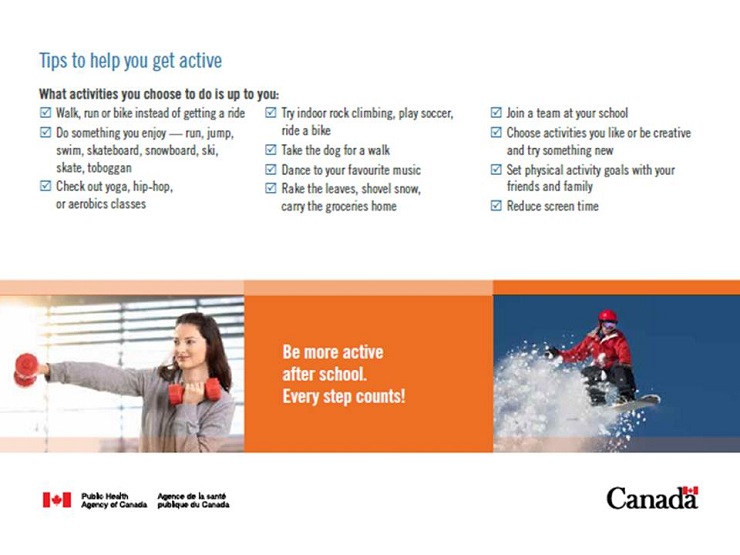 Tips to help you get active
What activities you choose to do is up to you:
Walk, run or bike instead of getting a ride
Do something you enjoy — run, jump,
swim, skateboard, snowboard, ski,
skate, toboggan
Check out yoga, hip-hop,
or aerobics classes
Try indoor rock climbing, play soccer,
ride a bike
Take the dog for a walk
Dance to your favourite music
Rake the leaves, shovel snow,
carry the groceries home
Join a team at your school
Choose activities you like or be creative
and try something new
Set physical activity goals with your
friends and family
Reduce screen time
Be more active
after school.
Every step counts!
Public Health
Agency of Canada
Agence de la santé
publique du Canada
Canada